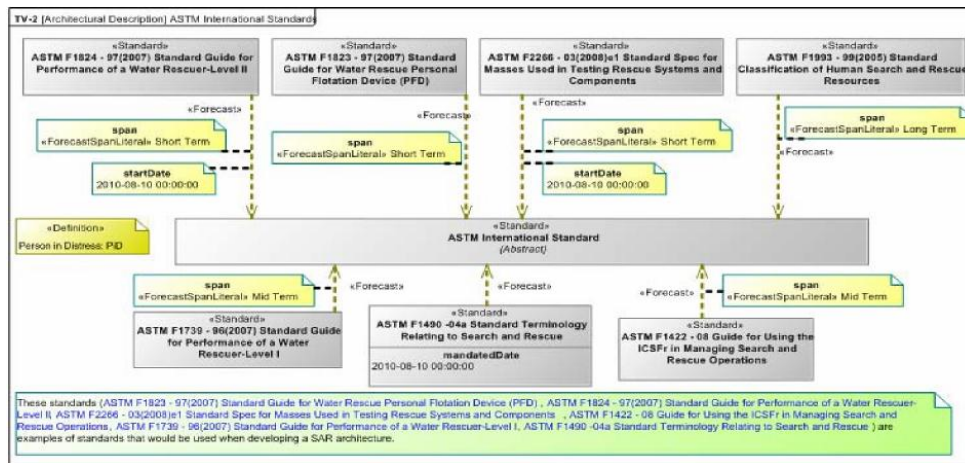 TV-2 [Architectural Description] ASTM International Standards
«Standard»
ASTM F1824 - 97(2007) Standard Guide for
Performance of a Water Rescuer-Level II
«Standard»
ASTM F1823 - 97(2007) Standard
Guide for Water Rescue Personal
Flotation Device (PFD)
«Standard»
ASTM F2266 - 03(2008)e1 Standard Spec for
Masses Used in Testing Rescue Systems and
Components
«Standard»
ASTM F1993 - 99(2005) Standard
Classification of Human Search and Rescue
Resources
«Forecast»
span
«ForecastSpanLiteral» Short Term
startDate
2010-08-10 00:00:00
«Forecast»
span
«ForecastSpanLiteral» Short Term
«Forecast»
span
«ForecastSpanLiteral» Short Term
startDate
2010-08-10 00:00:00
span
«ForecastSpanLiteral» Long Term
«Forecast»
«Definition»
Person in Distress: PiD
«Standard»
ASTM International Standard
(Abstract)
span
«ForecastSpanLiteral» Mid Term
«Forecast»
«Forecast»
«Forecast»
span
«ForecastSpanLiteral» Mid Term
«Standard»
ASTM F1739 - 96(2007) Standard Guide
for Performance of a Water
Rescuer-Level I
«Standard»
ASTM F1490 -04a Standard Terminology
Relating to Search and Rescue
mandatedDate
2010-08-10 00:00:00
«Standard»
ASTM F1422 - 08 Guide for Using the
ICSFr in Managing Search and
Rescue Operations
These standards (ASTM F1823 - 97(2007) Standard Guide for Water Rescue Personal Flotation Device (PFD) , ASTM F1824 - 97(2007) Standard Guide for Performance of a Water Rescuer-
Level II, ASTM F2266 - 03(2008)e1 Standard Spec for Masses Used in Testing Rescue Systems and Components , ASTM F1422 - 08 Guide for Using the ICSFr in Managing Search and
Rescue Operations, ASTM F1739 - 96(2007) Standard Guide for Performance of a Water Rescuer-Level I, ASTM F1490 -04a Standard Terminology Relating to Search and Rescue ) are
examples of standards that would be used when developing a SAR architecture.